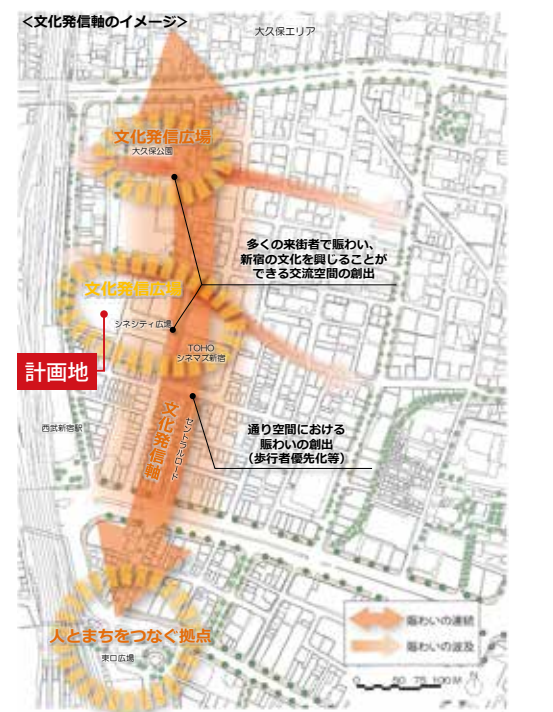 <文化発信軸のイメージ>
大久保エリア
文化発信広場
大久保公園
多くの来街者で賑わい、
新宿の文化を興じることが
できる交流空間の創出
文化発信広場
シネシティ広場
TOHO
シネマズ新宿
計画地
西武新宿駅
文化発信軸
セントラルロード
通り空間における
賑わいの創出
（歩行者優先化等）
人とまちをつなぐ拠点
東口広場
賑わいの連続
賑わいの波及
0 50 75 100M